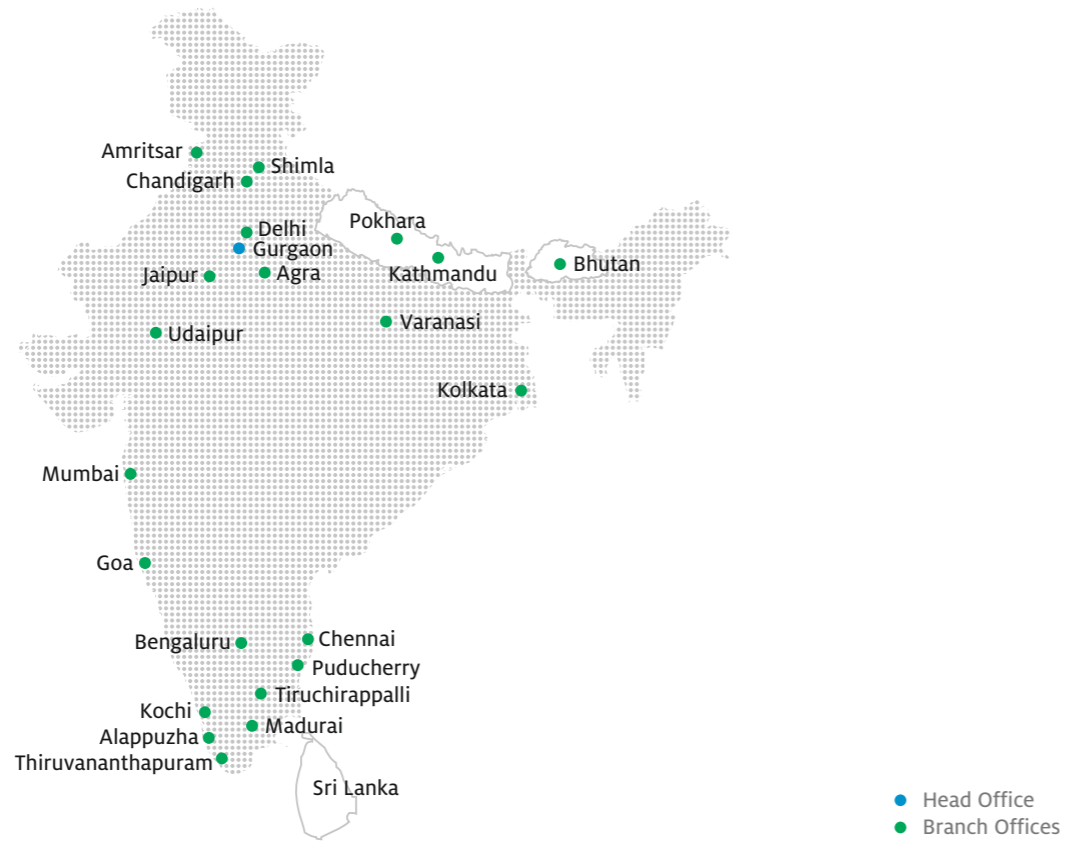 Amritsar
Shimla
Chandigarh
Pokhara
Delhi
Gurgaon
Kathmandu
Bhutan
Jaipur
Agra
Varanasi
Udaipur
Kolkata
Mumbai
Goa
Bengaluru
Chennai
Puducherry
Tiruchirappalli
Kochi
Madurai
Alappuzha
Thiruvananthapuram
Sri Lanka
Head Office
Branch Offices